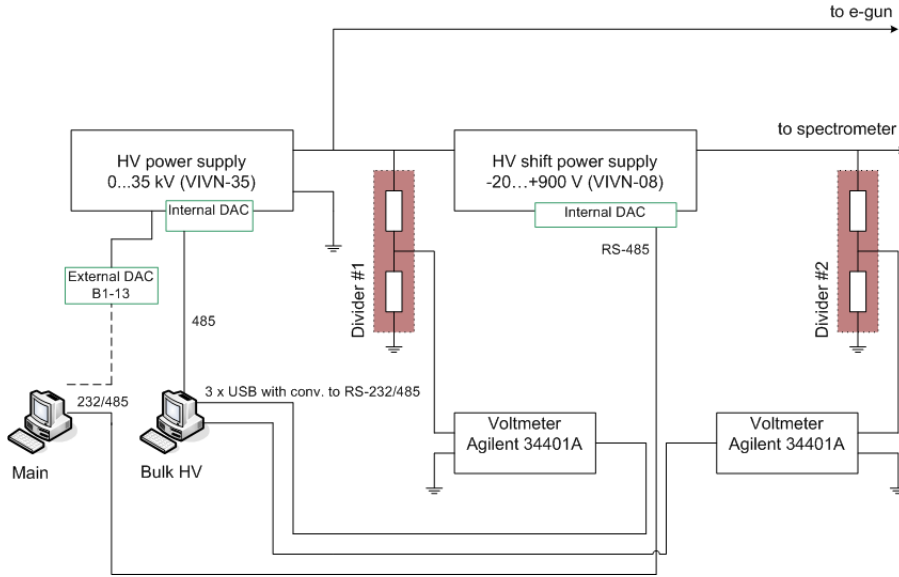 to e-gun
to spectrometer
HV power supply
0...35 kV (VIVN-35)
Internal DAC
HV shift power supply
-20...+900 V (VIVN-08)
Internal DAC
RS-485
External DAC
B1-13
Divider #1
Divider #2
485
232/485
3 x USB with conv. to RS-232/485
Main
Bulk HV
Voltmeter
Agilent 34401A
Voltmeter
Agilent 34401A